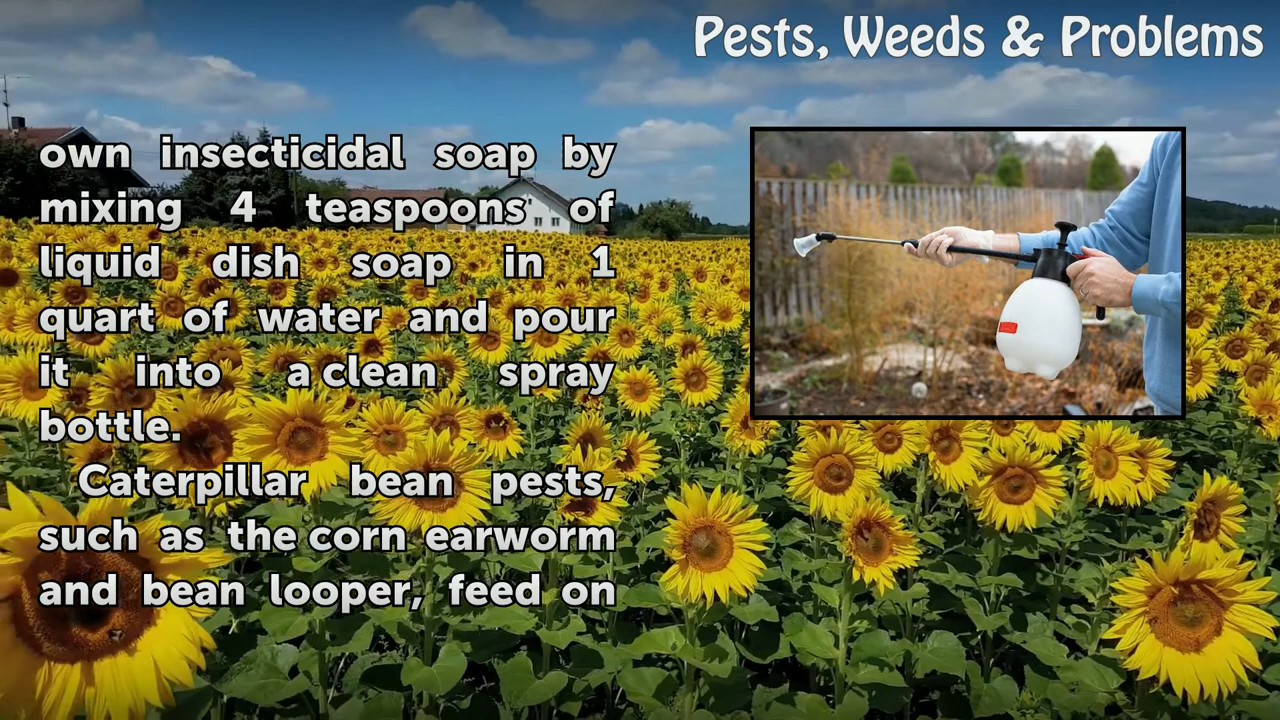 Pests, Weeds & Problems
own insecticidal soap by
mixing 4 teaspoons of
liquid dish soap in 1
quart of water and pour
it into a clean spray
bottle.
Caterpillar bean pests,
such as the corn earworm
and bean looper, feed on